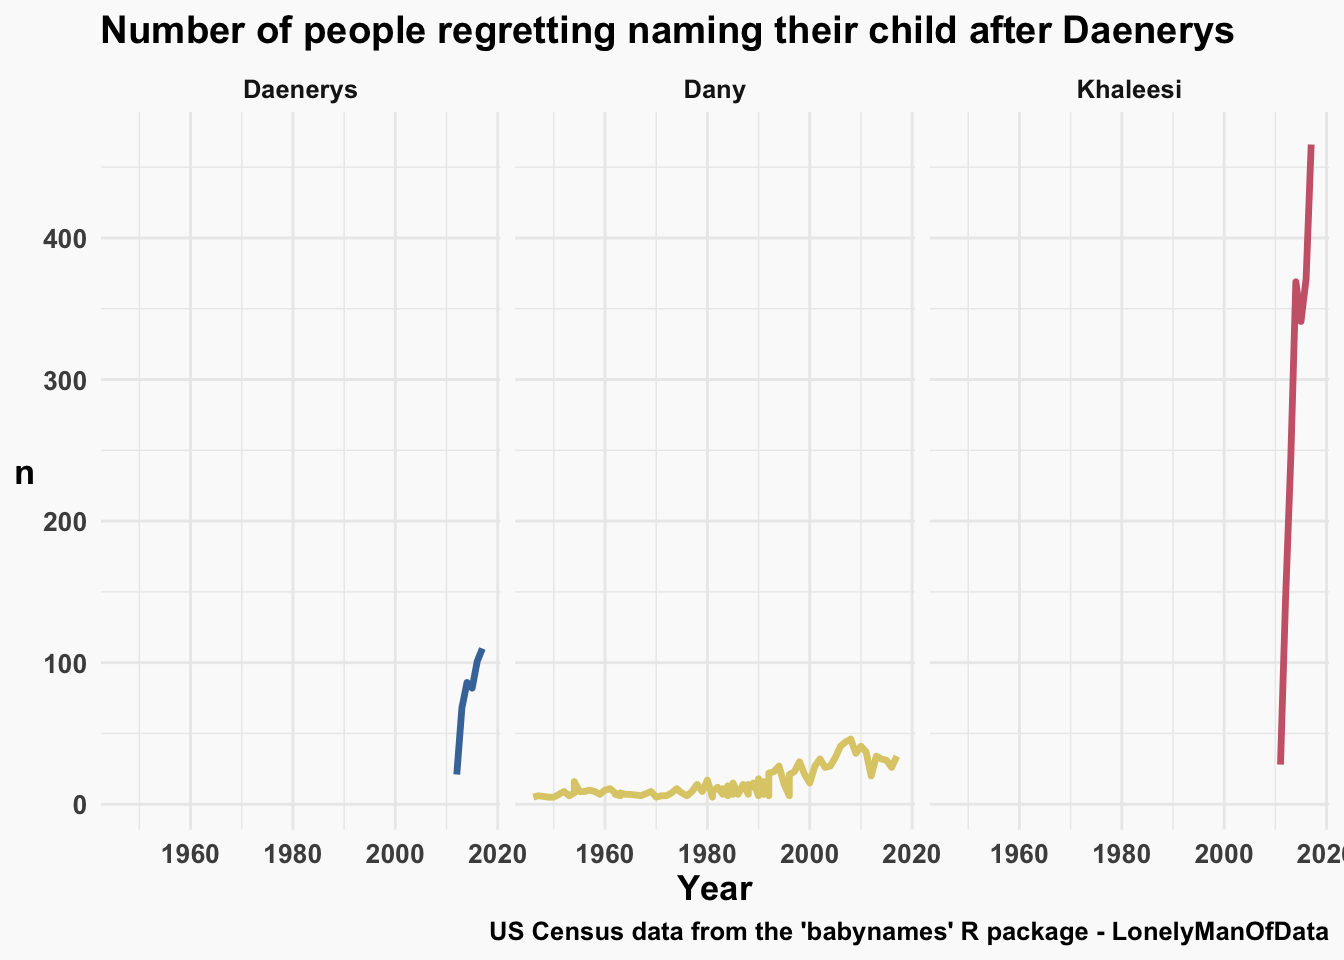 Number of people regretting naming their child after Daenerys
Daenerys Dany Khaleesi
400
300
n
200
100
0
1960 1980 2000 2020 1960 1980 2000 2020 1960 1980 2000 202
Year
US Census data from the 'babynames' R package - LonelyManOfData